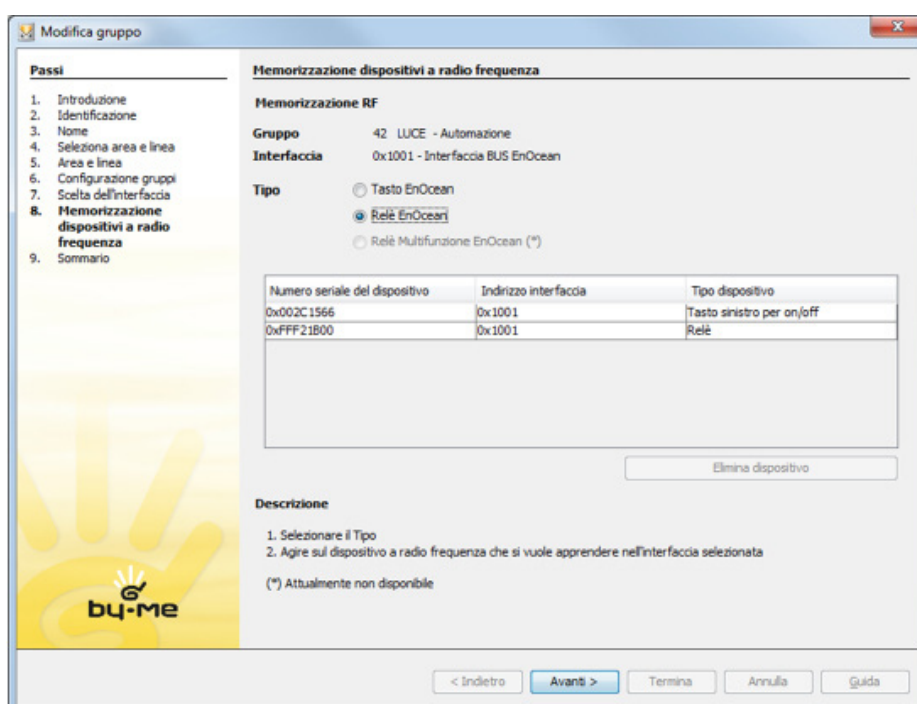 Modifica gruppo
Passi
1. Introduzione
2. Identificazione
3. Nome
4. Seleziona area e linea
5. Area e linea
6. Configurazione gruppi
7. Scelta dell'interfaccia
8. Memorizzazione
dispositivi a radio
frequenza
9. Sommario
by-me
Memorizzazione dispositivi a radio frequenza
Memorizzazione RF
Gruppo 42 LUCE - Automazione
Interfaccia 0x1001 - Interfaccia BUS EnOcean
Tipo Tasto EnOcean
Relè EnOcean
Relè Multifunzione EnOcean (*)
Numero seriale del dispositivo Indirizzo interfaccia Tipo dispositivo
0x002C1566 0x1001 Tasto sinistro per on/off
0xFFF21B00 0x1001 Relè
Elimina dispositivo
Descrizione
1. Selezionare il Tipo
2. Agire sul dispositivo a radio frequenza che si vuole apprendere nell'interfaccia selezionata
(*) Attualmente non disponibile
< Indietro Avanti > Termina Annulla Guida